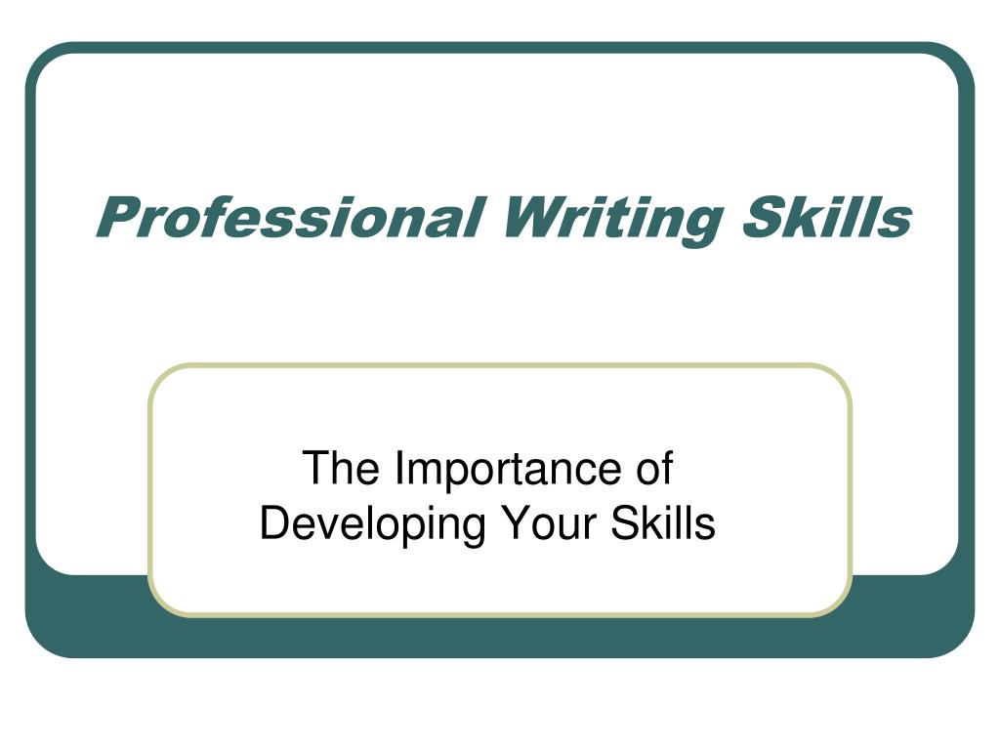 Professional Writing Skills
The Importance of
Developing Your Skills